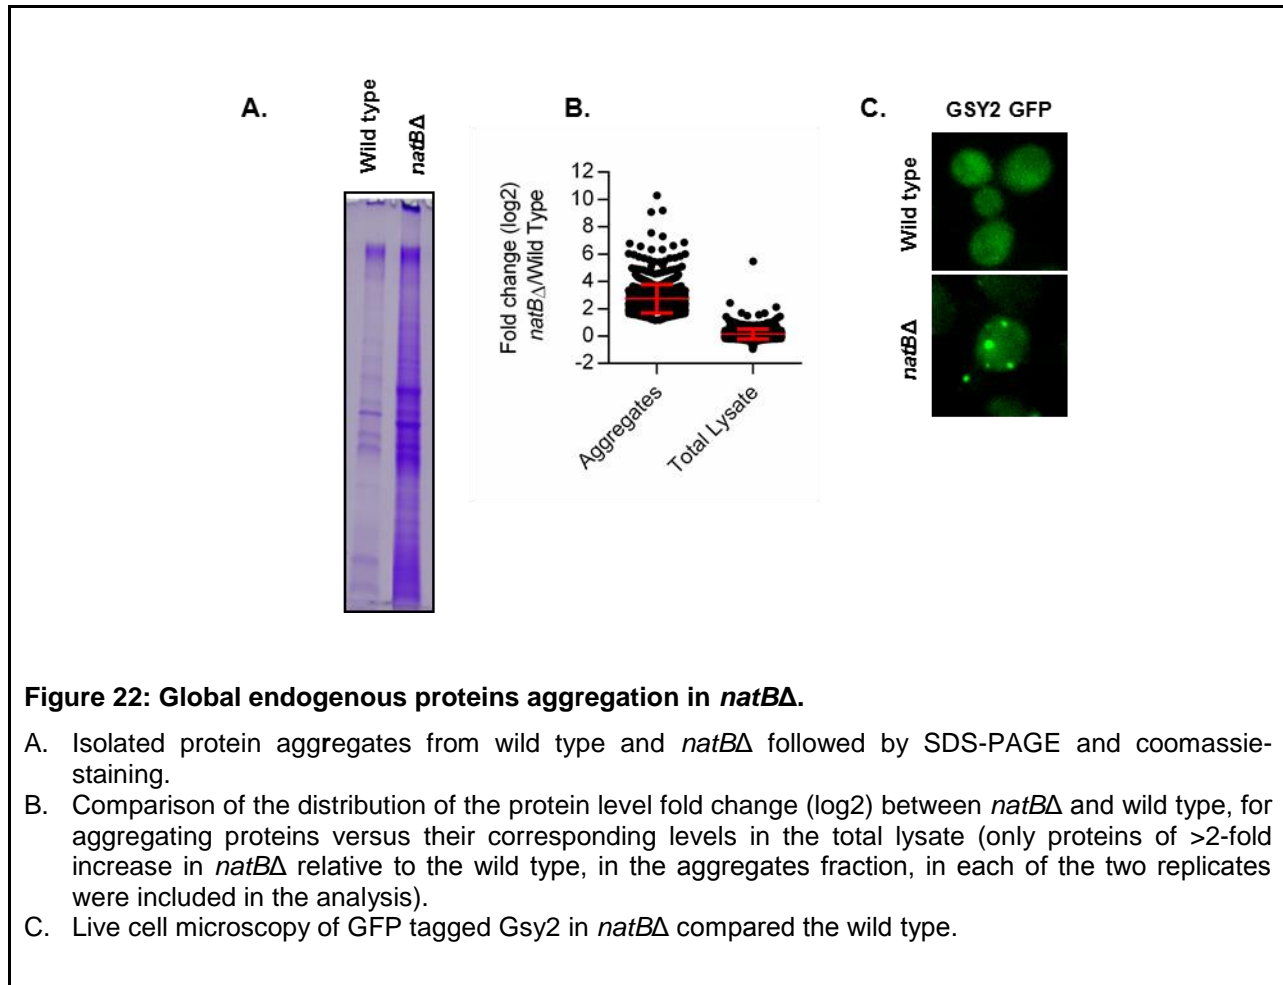 A.
Wild type
natBΔ
B.
Fold change (log2)
natBΔ/Wild Type
12
10
8
6
4
2
0
-2
Aggregates
Total Lysate
C.
GSY2 GFP
Wild type
natBΔ
Figure 22: Global endogenous proteins aggregation in natBΔ.
A. Isolated protein aggregates from wild type and natBΔ followed by SDS-PAGE and coomassie-
staining.
B. Comparison of the distribution of the protein level fold change (log2) between natBΔ and wild type, for
aggregating proteins versus their corresponding levels in the total lysate (only proteins of >2-fold
increase in natBΔ relative to the wild type, in the aggregates fraction, in each of the two replicates
were included in the analysis).
C. Live cell microscopy of GFP tagged Gsy2 in natBΔ compared the wild type.